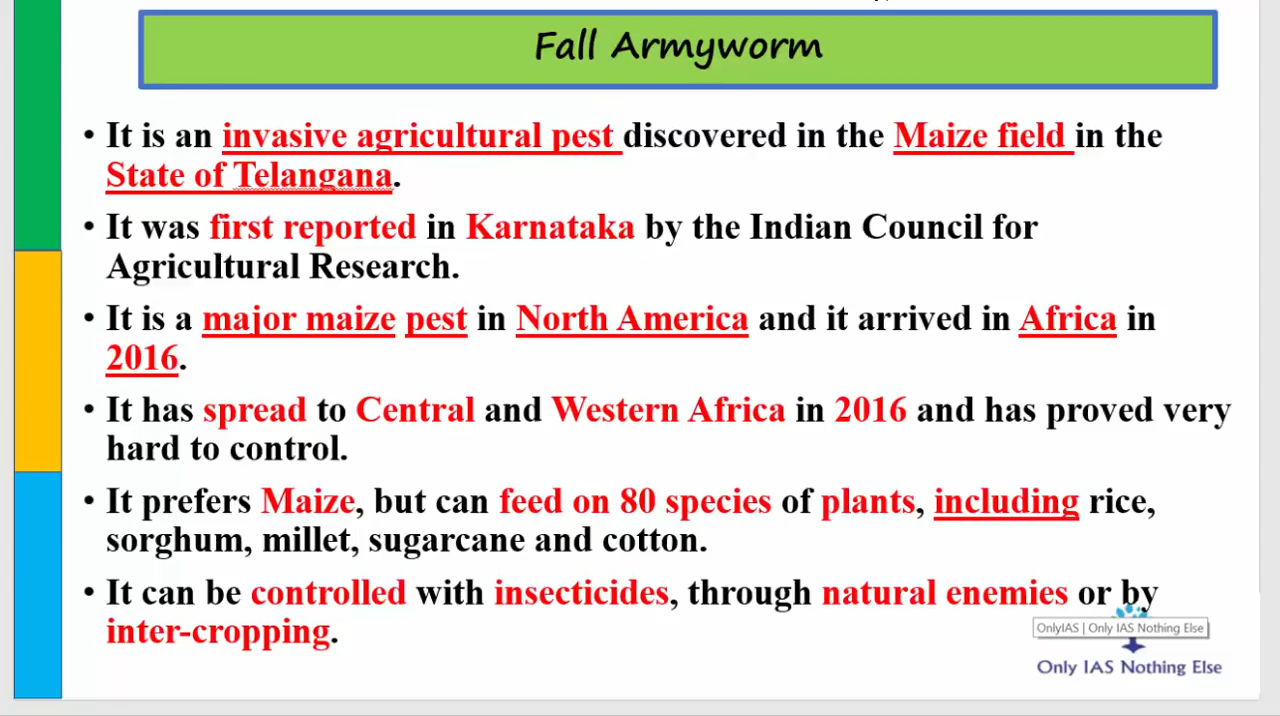 Fall Armyworm
• It is an invasive agricultural pest discovered in the Maize field in the
State of Telangana.
• It was first reported in Karnataka by the Indian Council for
Agricultural Research.
• It is a major maize pest in North America and it arrived in Africa in
2016.
• It has spread to Central and Western Africa in 2016 and has proved very
hard to control.
• It prefers Maize, but can feed on 80 species of plants, including rice,
sorghum, millet, sugarcane and cotton.
• It can be controlled with insecticides, through natural enemies or by
inter-cropping.
OnlyIAS | Only IAS Nothing Else
Only IAS Nothing Else